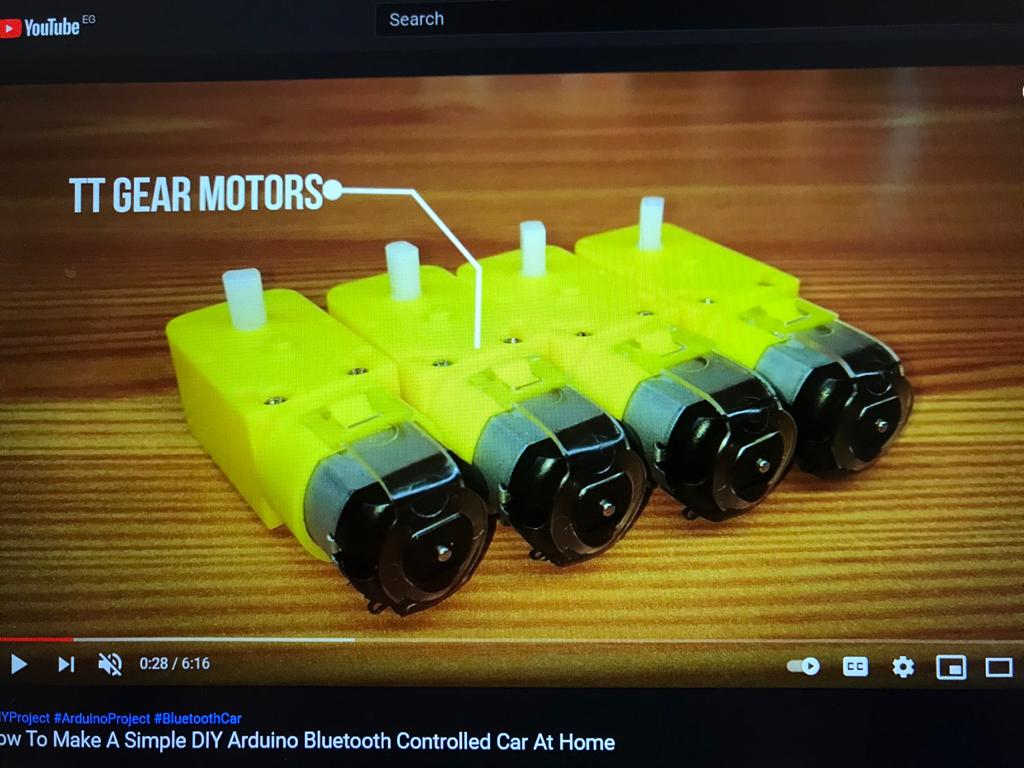 YouTube EG
Search
TT GEAR MOTORS
0:28 / 6:16
CC
IYProject #ArduinoProject #BluetoothCar
ow To Make A Simple DIY Arduino Bluetooth Controlled Car At Home